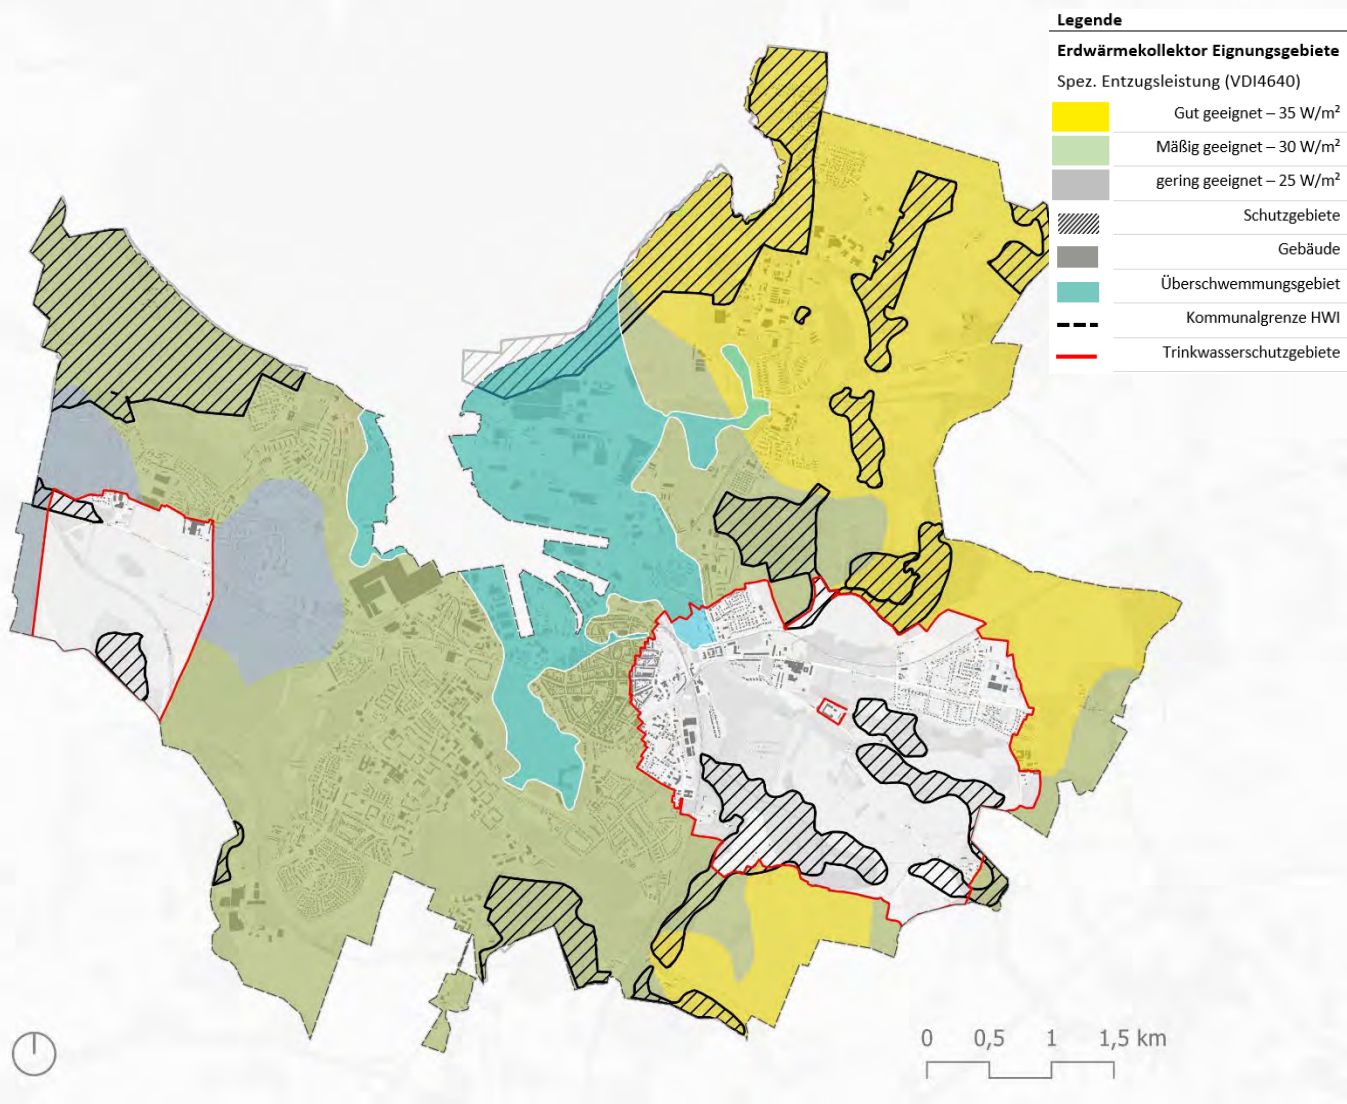 Legende
Erdwärmekollektor Eignungsgebiete
Spez. Entzugsleistung (VDI4640)
Gut geeignet – 35 W/m²
Mäßig geeignet – 30 W/m²
gering geeignet – 25 W/m²
Schutzgebiete
Gebäude
Überschwemmungsgebiet
Kommunalgrenze HWI
Trinkwasserschutzgebiete
0 0,5 1 1,5 km